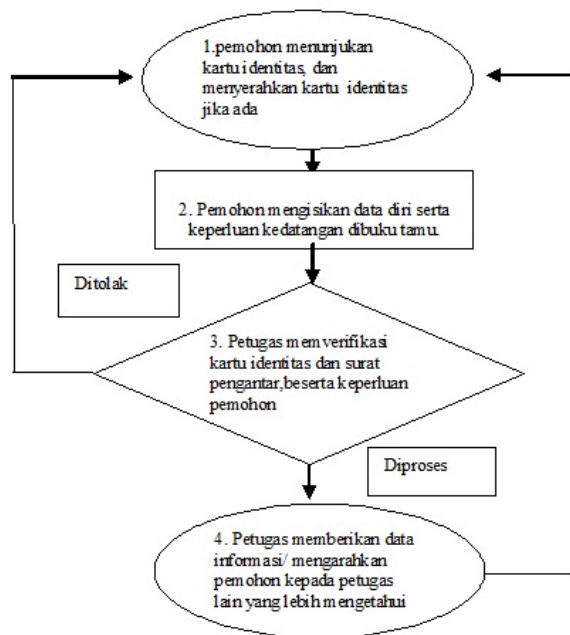 1.pemohon menunjukan
kartu identitas, dan
menyerahkan kartu identitas
jika ada
2. Pemohon mengisikan data diri serta
keperluan kedatangan dibuku tamu.
Ditolak
3. Petugas memverifikasi
kartu identitas dan surat
pengantar,beserta keperluan
pemohon
Diproses
4. Petugas memberikan data
informasi/ mengarahkan
pemohon kepada petugas
lain yang lebih mengetahui